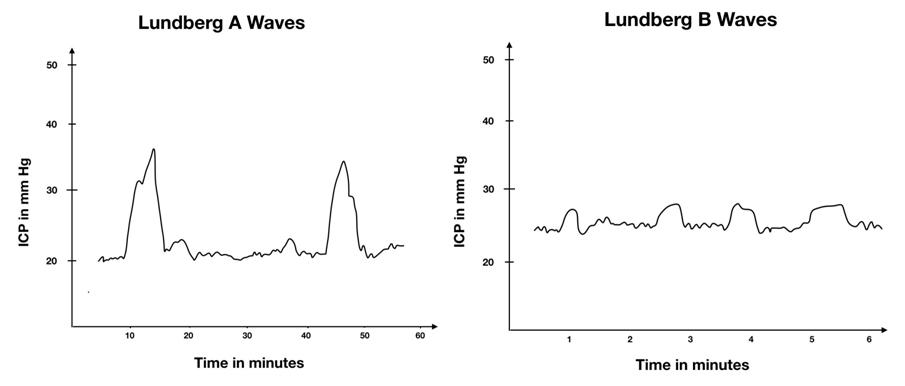 Lundberg A Waves
50
40
30
20
ICP in mm Hg
10 20 30 40 50 60
Time in minutes
Lundberg B Waves
50
40
30
20
ICP in mm Hg
1 2 3 4 5 6
Time in minutes